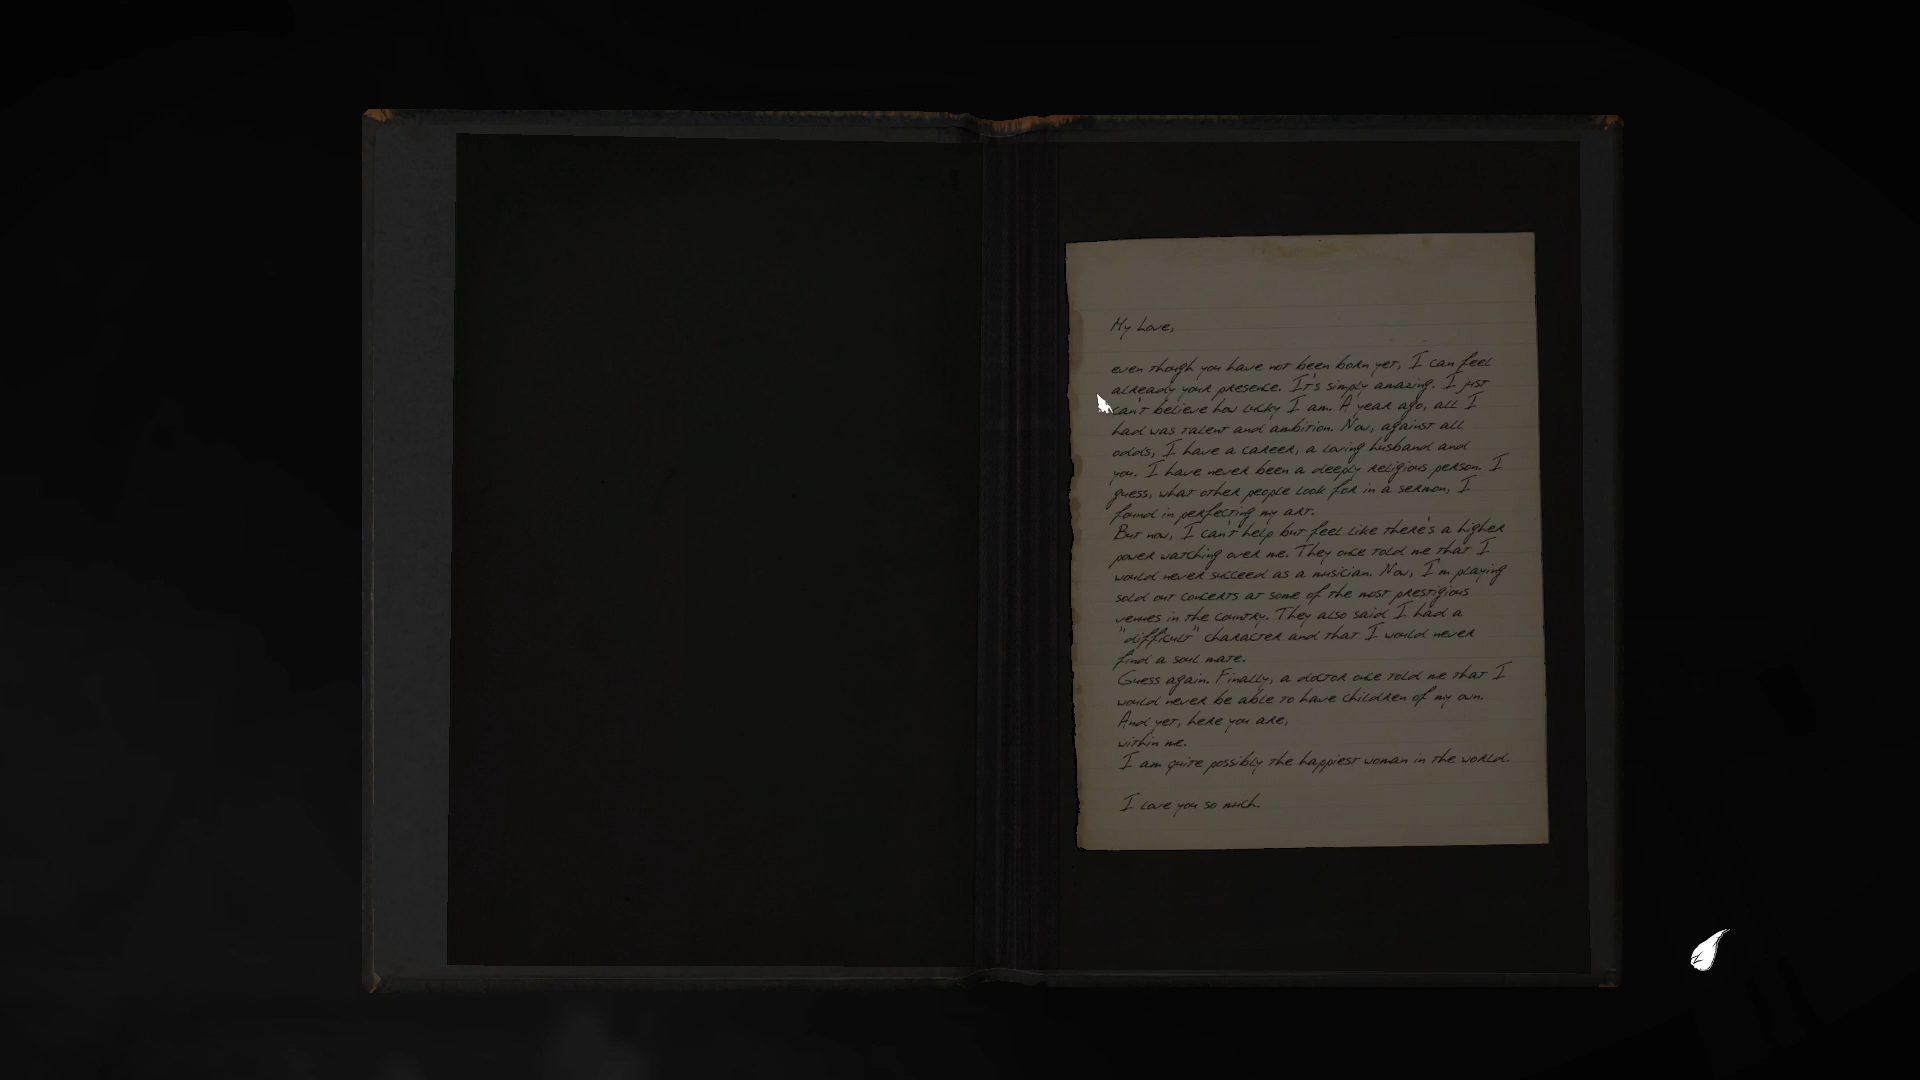 My Love,
even though you have not been born yet, I can feel
already your presence. It's simply amazing. I just
can't believe how lucky I am. A year ago, all I
had was talent and ambition. Now, against all
odds, I have a career, a loving husband and
you. I have never been a deeply religious person. I
guess, what other people look for in a sermon, I
found in perfecting my art.
But now, I can't help but feel like there's a higher
power watching over me. They once told me that I
would never succeed as a musician. Now, I'm playing
sold out concerts at some of the most prestigious
venues in the country. They also said I had a
"difficult" character and that I would never
find a soul mate.
Guess again. Finally, a doctor once told me that I
would never be able to have children of my own.
And yet, here you are,
within me.
I am quite possibly the happiest woman in the world.
I love you so much.